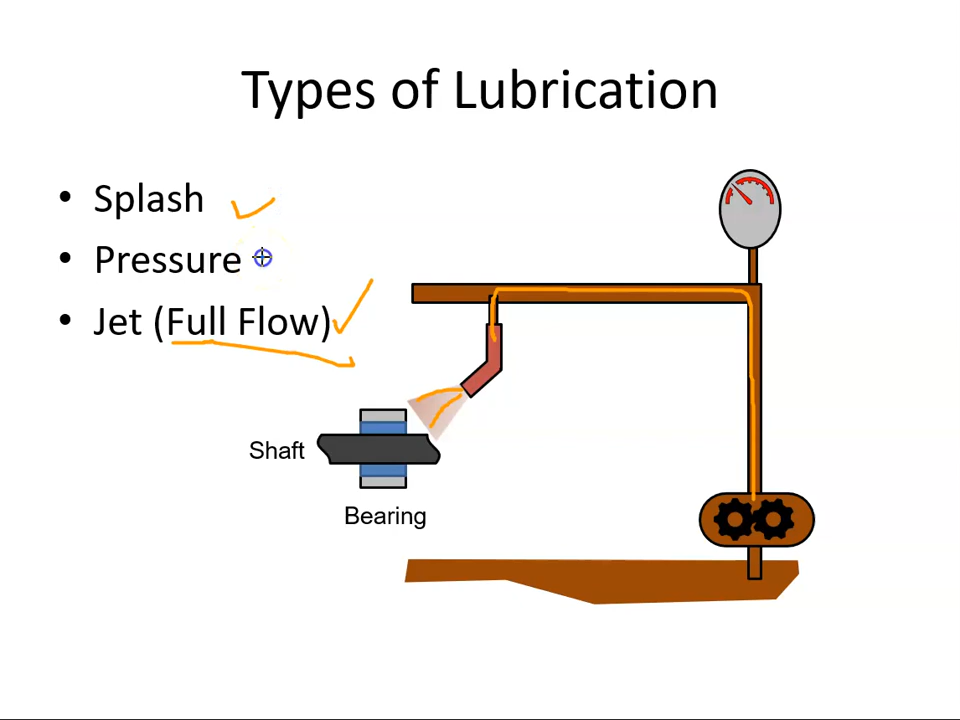 Types of Lubrication
• Splash
• Pressure
• Jet (Full Flow)
Shaft
Bearing